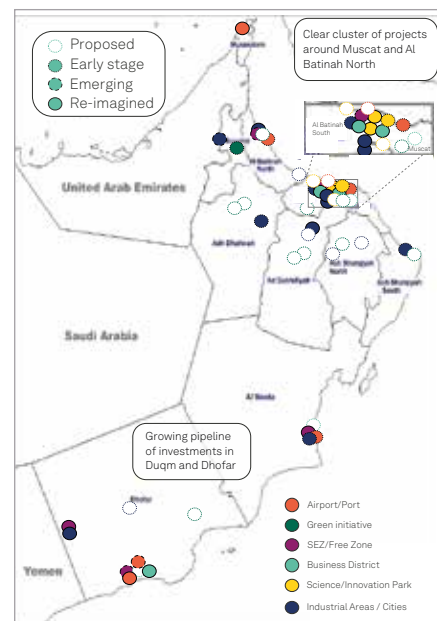 Proposed
Early stage
Emerging
Re-imagined
Clear cluster of projects
around Muscat and Al
Batinah North
Musandam
Al Batinah
South
Muscat
Al Batinah
North
United Arab Emirates
Adh Dhahirah
Ad Dakhiliyah
Ash Sharqiyah
North
Ash Sharqiyah
South
Saudi Arabia
Al Wusta
Growing pipeline
of investments in
Duqm and Dhofar
Dhofar
Yemen
Airport/Port
Green initiative
SEZ/Free Zone
Business District
Science/Innovation Park
Industrial Areas / Cities